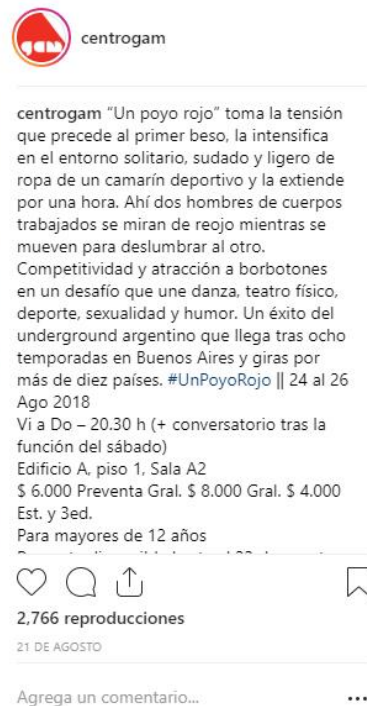 gam
centrogam
centrogam “Un poyo rojo” toma la tensión
que precede al primer beso, la intensifica
en el entorno solitario, sudado y ligero de
ropa de un camarín deportivo y la extiende
por una hora. Ahí dos hombres de cuerpos
trabajados se miran de reojo mientras se
mueven para deslumbrar al otro.
Competitividad y atracción a borbotones
en un desafío que une danza, teatro físico,
deporte, sexualidad y humor. Un éxito del
underground argentino que llega tras ocho
temporadas en Buenos Aires y giras por
más de diez países. #UnPoyoRojo || 24 al 26
Ago 2018
Vi a Do – 20.30 h (+ conversatorio tras la
función del sábado)
Edificio A, piso 1, Sala A2
$ 6.000 Preventa Gral. $ 8.000 Gral. $ 4.000
Est. y 3ed.
Para mayores de 12 años
2,766 reproducciones
21 DE AGOSTO
Agrega un comentario...